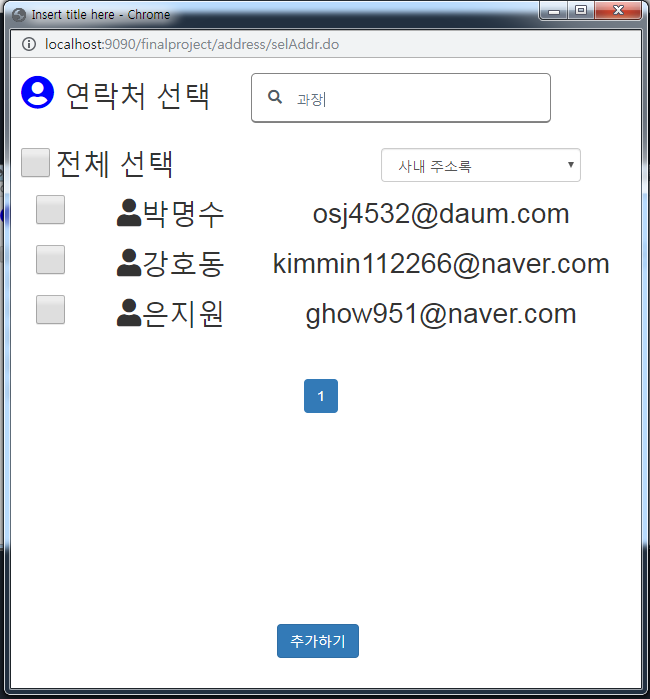 Insert title here - Chrome
localhost:9090/finalproject/address/selAddr.do
연락처 선택 과장
전체 선택 사내 주소록
박명수 osj4532@daum.com
강호동 kimmin112266@naver.com
은지원 ghow951@naver.com
1
추가하기